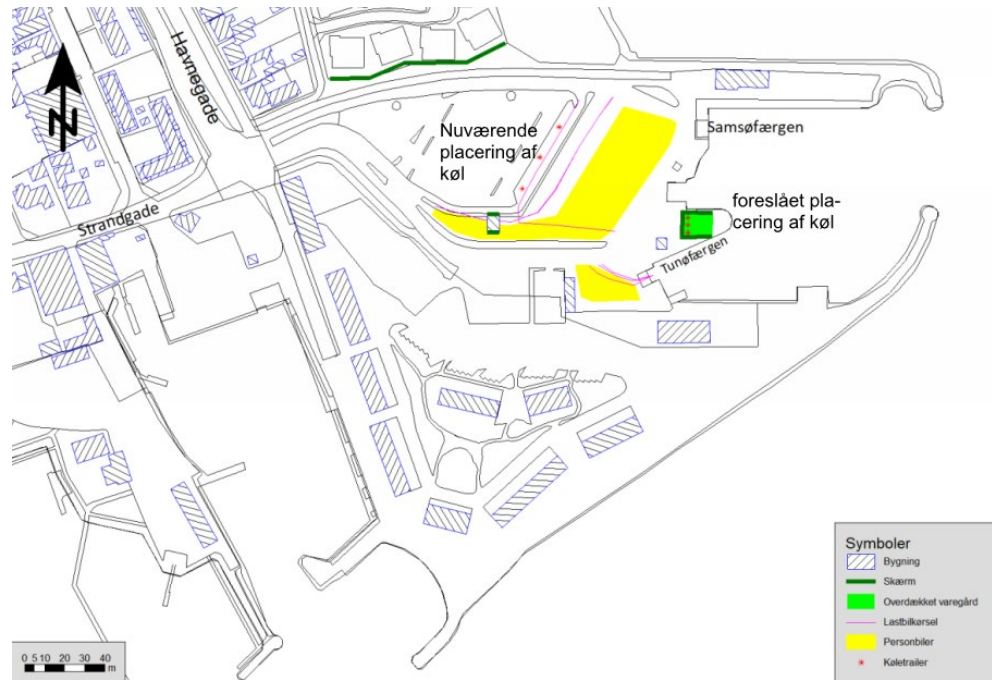 N
Havnegade
Nuværende
placering af
køl
Samsøfærgen
Strandgade
foreslået pla-
cering af køl
Tunøfærgen
Symboler
Bygning
Skærm
Overdækket varegård
Lastbilkørsel
Personbiler
Køletrailer
0 5 10 20 30 40
m